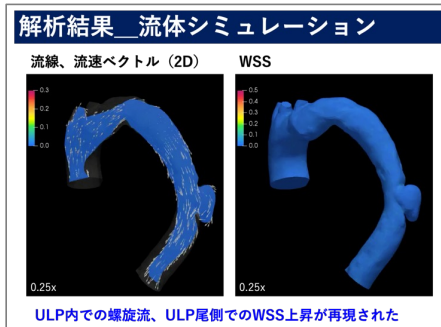 解析結果__流体シミュレーション
流線、流速ベクトル（2D）
WSS
0.3
0.2
0.1
0.0
0.25x
0.5
0.4
0.3
0.2
0.1
0.0
0.25x
ULP内での螺旋流、ULP尾側でのWSS上昇が再現された